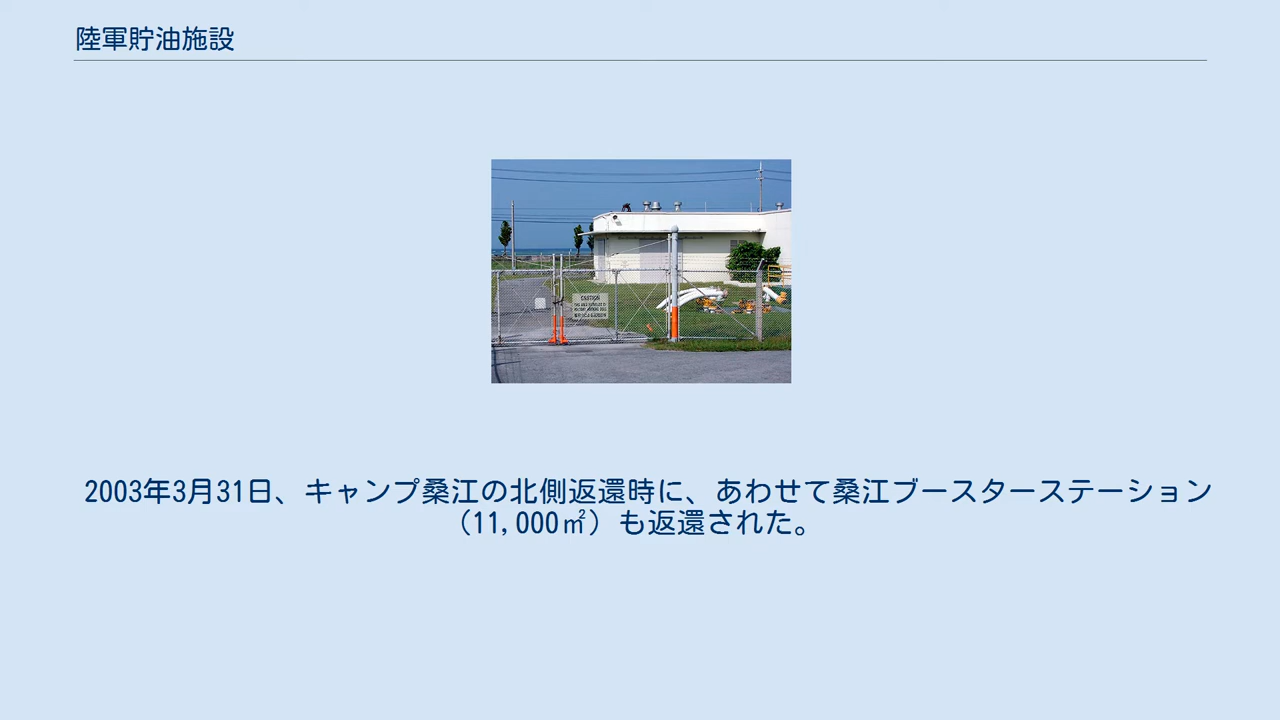 陸軍貯油施設
CAUTION
2003年3月31日、キャンプ桑江の北側返還時に、あわせて桑江ブースターステーション
（11,000㎡）も返還された。